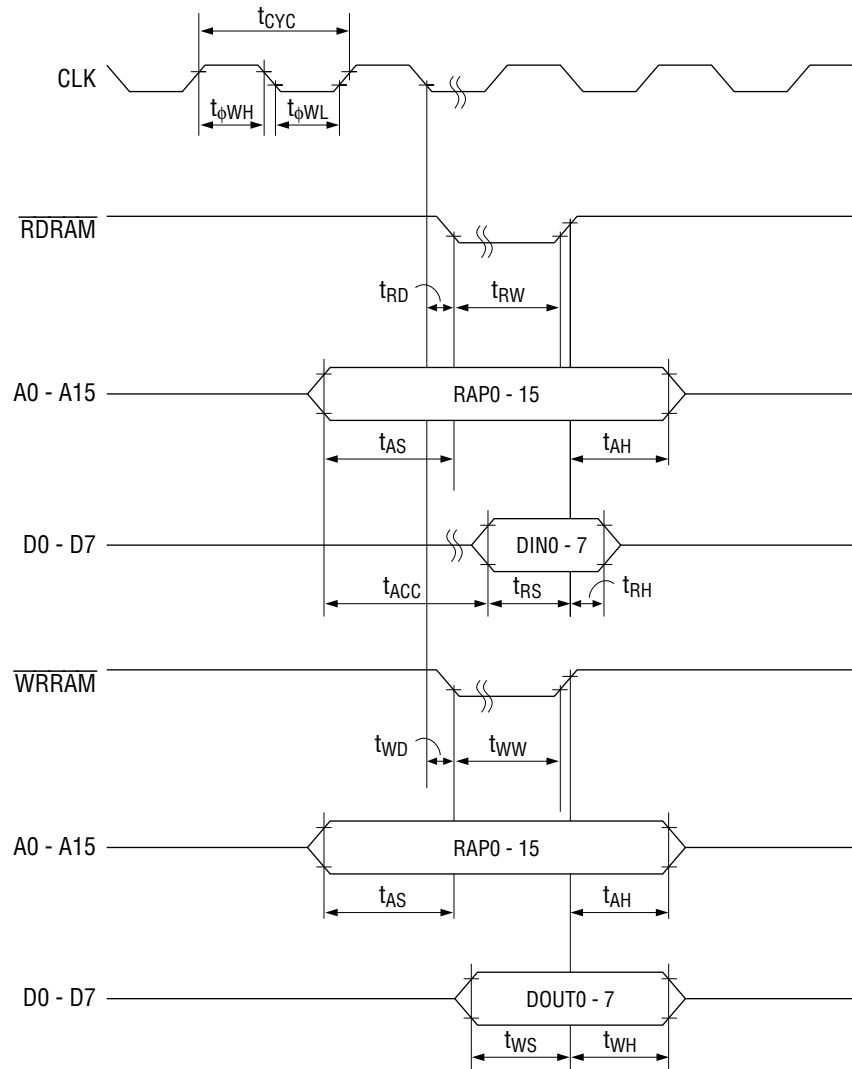 tCYC
CLK
tϕWH tϕWL
RDRAM
tRD tRW
A0 - A15 RAP0 - 15
tAS tAH
D0 - D7 DIN0 - 7
tACC tRS tRH
WRRAM
tWD tWW
A0 - A15 RAP0 - 15
tAS tAH
D0 - D7 DOUT0 - 7
tWS tWH